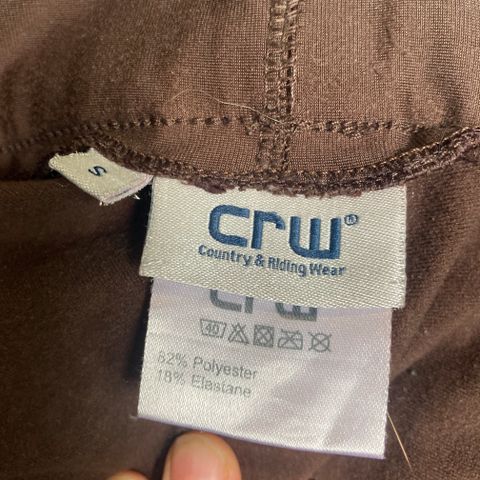 S
crw®
Country & Riding Wear
crw
40
82% Polyester
18% Elastane